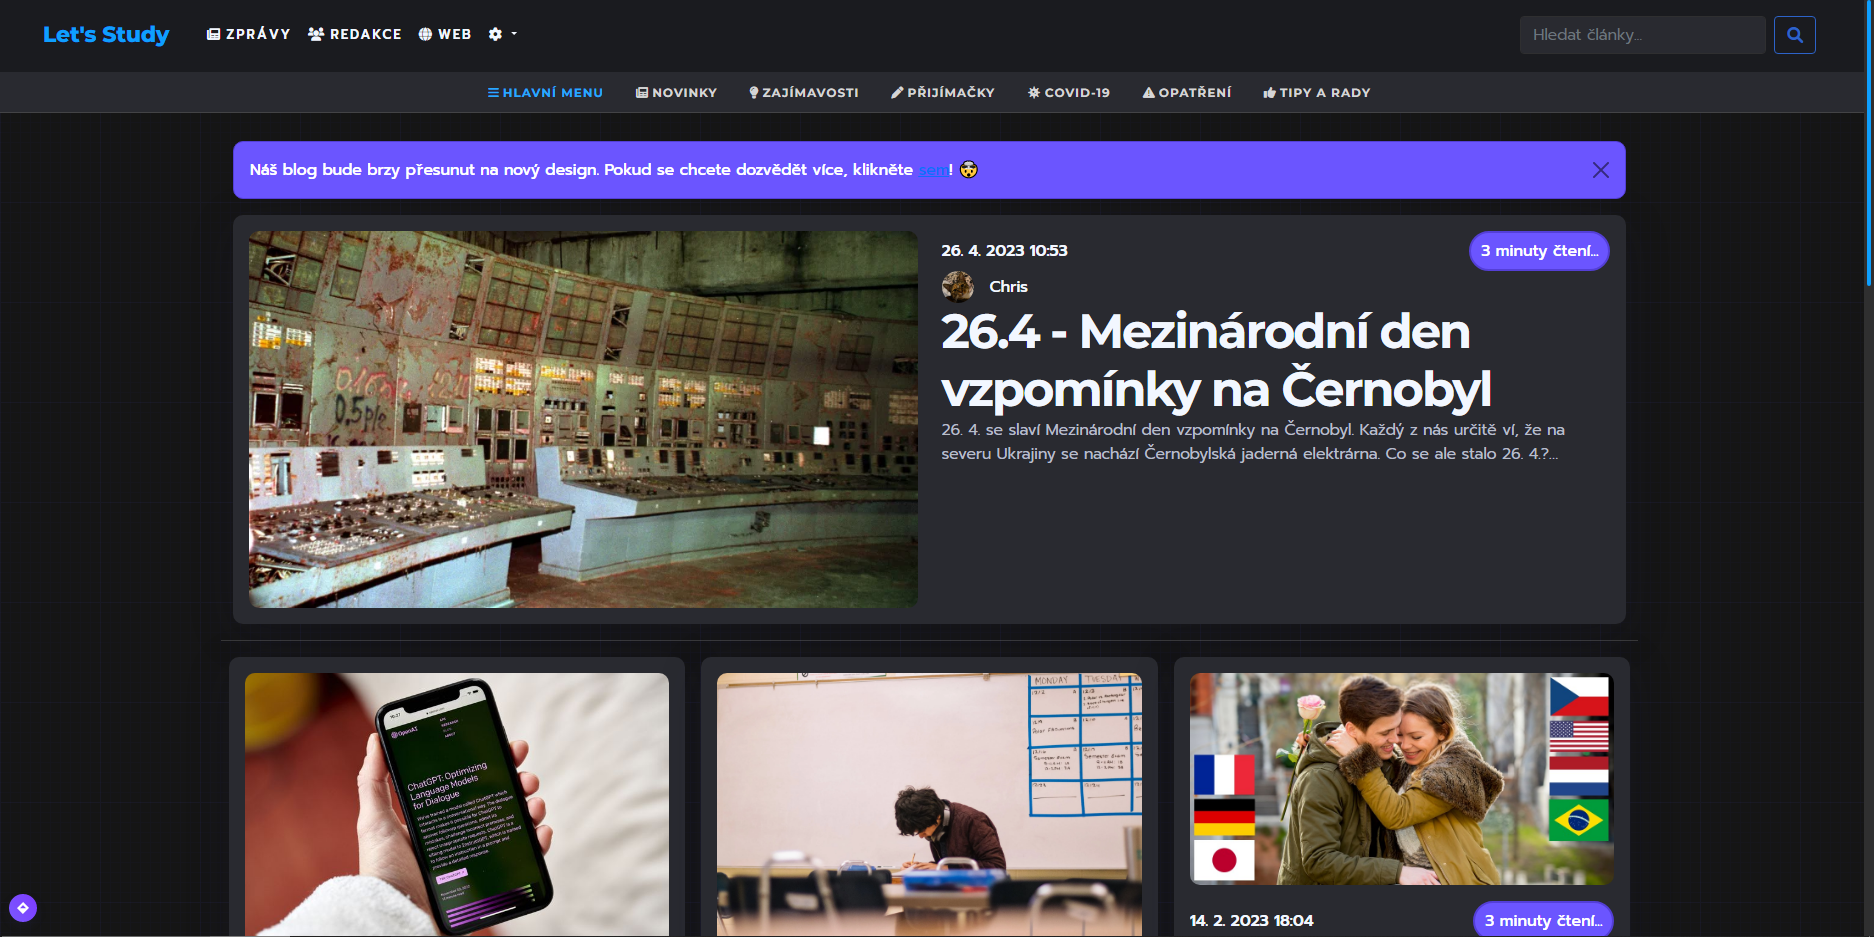 Let's Study
ZPRÁVY
REDAKCE
WEB
Hledat články...
HLAVNÍ MENU
NOVINKY
ZAJÍMAVOSTI
PŘIJÍMAČKY
COVID-19
OPATŘENÍ
TIPY A RADY
Náš blog bude brzy přesunut na nový design. Pokud se chcete dozvědět více, klikněte sem!
26. 4. 2023 10:53
3 minuty čtení...
Chris
26.4 - Mezinárodní den
vzpomínky na Černobyl
26. 4. se slaví Mezinárodní den vzpomínky na Černobyl. Každý z nás určitě ví, že na
severu Ukrajiny se nachází Černobylská jaderná elektrárna. Co se ale stalo 26. 4.?...
OpenAI
ChatGPT: Optimizing
Language Models
for Dialogue
MONDAY
TUESDAY
14. 2. 2023 18:04
3 minuty čtení...